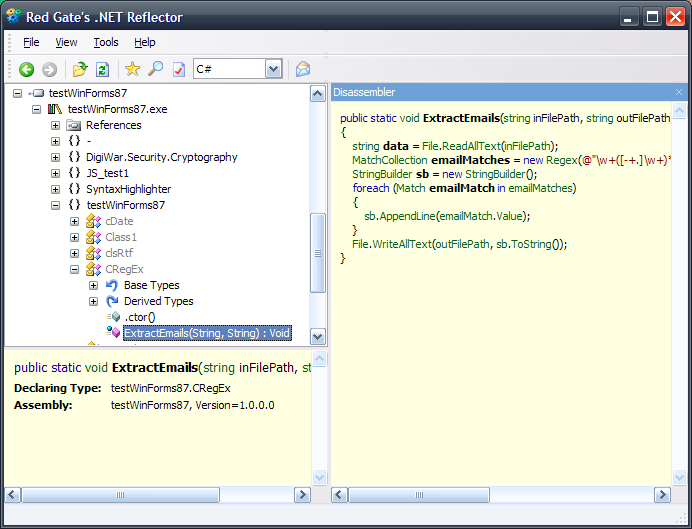 Red Gate's .NET Reflector
File View Tools Help
C#
testWinForms87
testWinForms87.exe
References
{ } -
{ } DigiWar.Security.Cryptography
{ } JS_test1
{ } SyntaxHighlighter
{ } testWinForms87
cDate
Class1
clsRtf
CRegEx
Base Types
Derived Types
.ctor()
ExtractEmails(String, String) : Void
public static void ExtractEmails(string inFilePath, st
Declaring Type: testWinForms87.CRegEx
Assembly: testWinForms87, Version=1.0.0.0
Disassembler
public static void ExtractEmails(string inFilePath, string outFilePath
{
string data = File.ReadAllText(inFilePath);
MatchCollection emailMatches = new Regex(@"\w+([-+.]\w+)*
StringBuilder sb = new StringBuilder();
foreach (Match emailMatch in emailMatches)
{
sb.AppendLine(emailMatch.Value);
}
File.WriteAllText(outFilePath, sb.ToString());
}